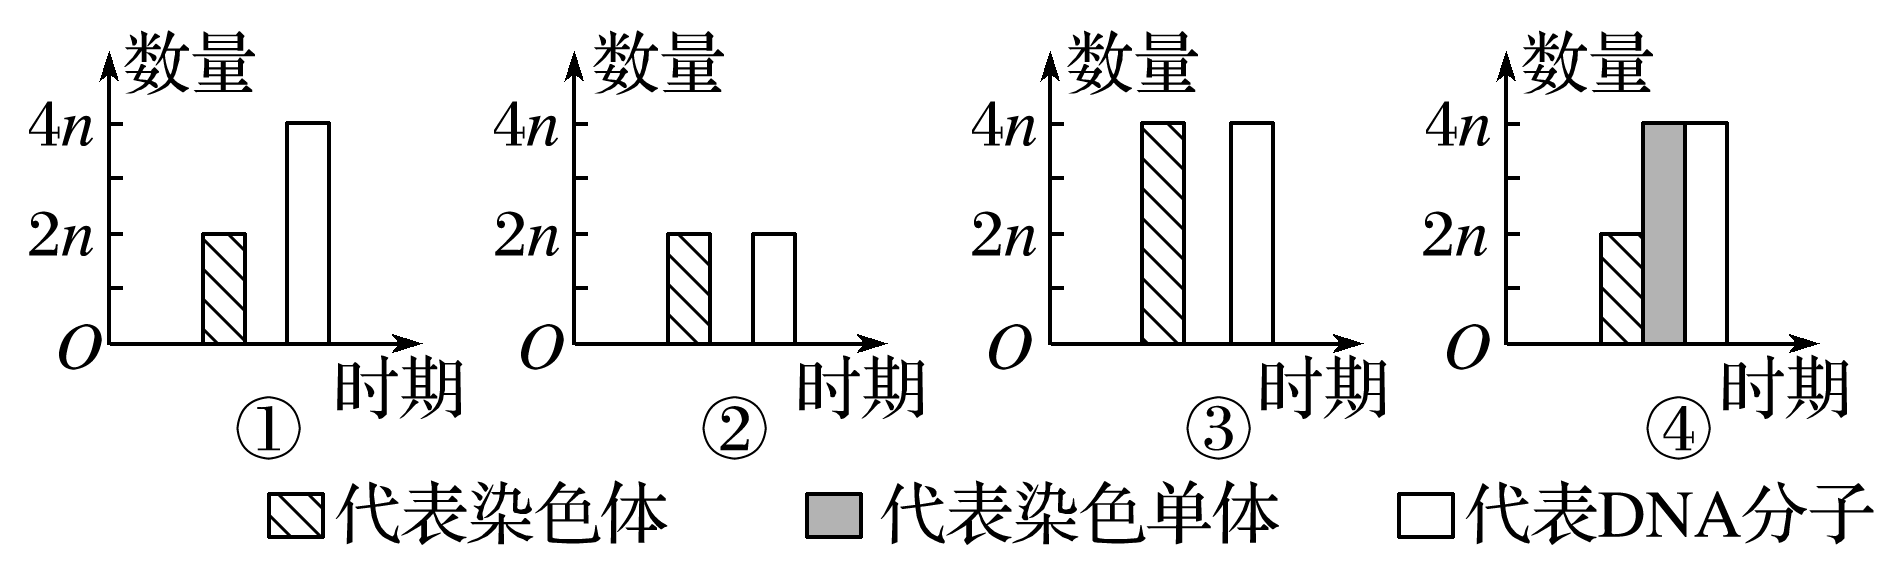 数量 数量 数量 数量
4n 4n 4n 4n
2n 2n 2n 2n
O O O O
时期 时期 时期 时期
① ② ③ ④
代表染色体 代表染色单体 代表DNA分子